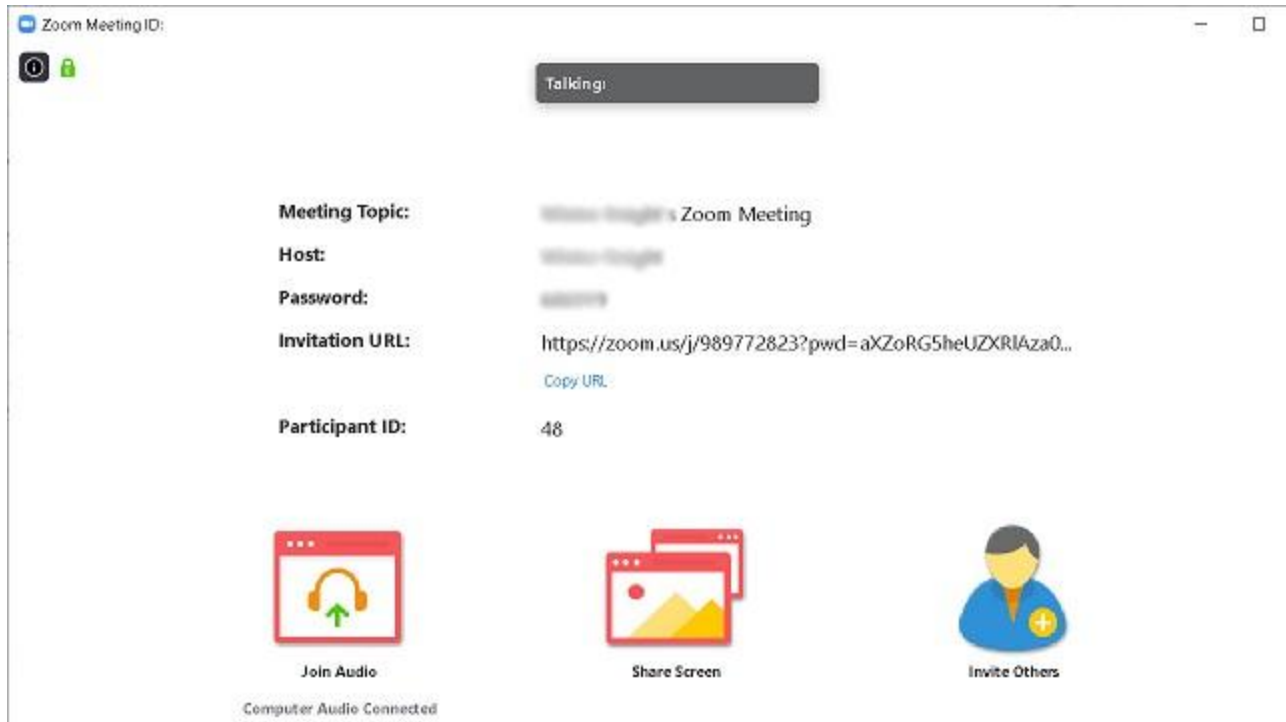 Zoom Meeting ID:
Talking:
Meeting Topic: Zoom Meeting
Host:
Password:
Invitation URL: https://zoom.us/j/989772823?pwd=aXZoRG5heUZXRlAza0...
Copy URL
Participant ID: 48
Join Audio Share Screen Invite Others
Computer Audio Connected